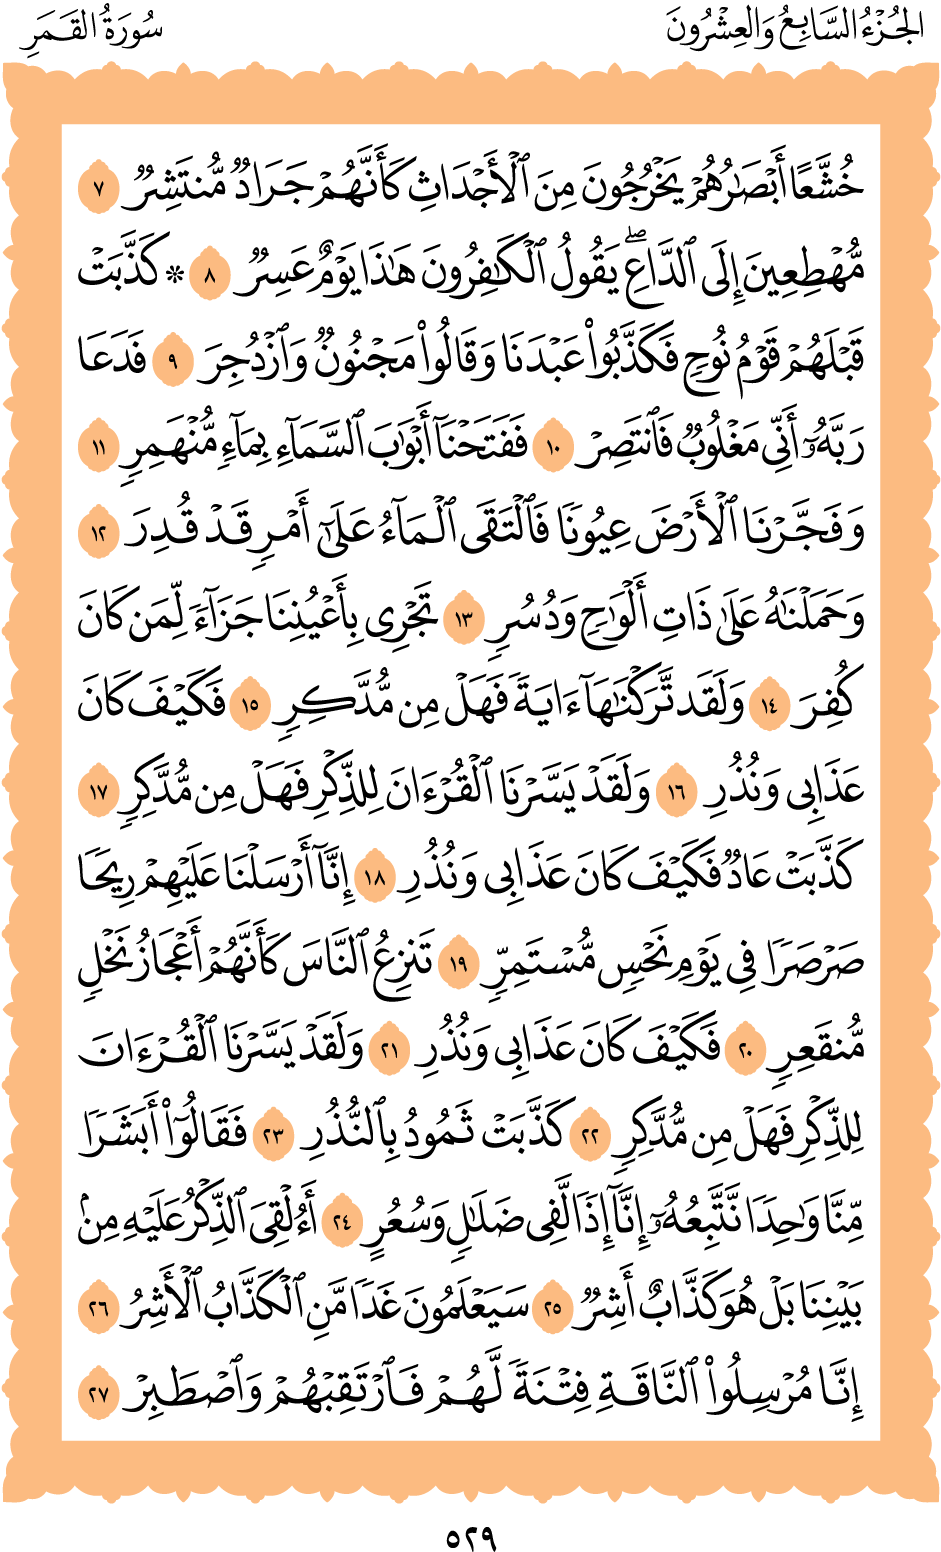 الجُزْءُ السَّابِعُ وَالْعِشْرُونَ
سُورَةُ القَمَرِ
خُشَّعًا أَبْصَٰرُهُمْ يَخْرُجُونَ مِنَ ٱلْأَجْدَاثِ كَأَنَّهُمْ جَرَادٌ مُّنتَشِرٌ ٧
مُّهْطِعِينَ إِلَى ٱلدَّاعِۖ يَقُولُ ٱلْكَٰفِرُونَ هَٰذَا يَوْمٌ عَسِرٌ ٨ ۞ كَذَّبَتْ
قَبْلَهُمْ قَوْمُ نُوحٍ فَكَذَّبُوا۟ عَبْدَنَا وَقَالُوا۟ مَجْنُونٌ وَٱزْدُجِرَ ٩ فَدَعَا
رَبَّهُۥٓ أَنِّى مَغْلُوبٌ فَٱنتَصِرْ ١٠ فَفَتَحْنَآ أَبْوَٰبَ ٱلسَّمَآءِ بِمَآءٍ مُّنْهَمِرٍ ١١
وَفَجَّرْنَا ٱلْأَرْضَ عُيُونًا فَٱلْتَقَى ٱلْمَآءُ عَلَىٰٓ أَمْرٍ قَدْ قُدِرَ ١٢
وَحَمَلْنَٰهُ عَلَىٰ ذَاتِ أَلْوَٰحٍ وَدُسُرٍ ١٣ تَجْرِى بِأَعْيُنِنَا جَزَآءً لِّمَن كَانَ
كُفِرَ ١٤ وَلَقَد تَّرَكْنَٰهَآ ءَايَةً فَهَلْ مِن مُّدَّكِرٍ ١٥ فَكَيْفَ كَانَ
عَذَابِى وَنُذُرِ ١٦ وَلَقَدْ يَسَّرْنَا ٱلْقُرْءَانَ لِلذِّكْرِ فَهَلْ مِن مُّدَّكِرٍ ١٧
كَذَّبَتْ عَادٌ فَكَيْفَ كَانَ عَذَابِى وَنُذُرِ ١٨ إِنَّآ أَرْسَلْنَا عَلَيْهِمْ رِيحًا
صَرْصَرًا فِى يَوْمِ نَحْسٍ مُّسْتَمِرٍّ ١٩ تَنزِعُ ٱلنَّاسَ كَأَنَّهُمْ أَعْجَازُ نَخْلٍ
مُّنقَعِرٍ ٢٠ فَكَيْفَ كَانَ عَذَابِى وَنُذُرِ ٢١ وَلَقَدْ يَسَّرْنَا ٱلْقُرْءَانَ
لِلذِّكْرِ فَهَلْ مِن مُّدَّكِرٍ ٢٢ كَذَّبَتْ ثَمُودُ بِٱلنُّذُرِ ٢٣ فَقَالُوٓا۟ أَبَشَرًا
مِّنَّا وَٰحِدًا نَّتَّبِعُهُۥٓ إِنَّآ إِذًا لَّفِى ضَلَٰلٍ وَسُعُرٍ ٢٤ أَءُلْقِىَ ٱلذِّكْرُ عَلَيْهِ مِنۢ
بَيْنِنَا بَلْ هُوَ كَذَّابٌ أَشِرٌ ٢٥ سَيَعْلَمُونَ غَدًا مَّنِ ٱلْكَذَّابُ ٱلْأَشِرُ ٢٦
إِنَّا مُرْسِلُوا۟ ٱلنَّاقَةِ فِتْنَةً لَّهُمْ فَٱرْتَقِبْهُمْ وَٱصْطَبِرْ ٢٧
٥٢٩